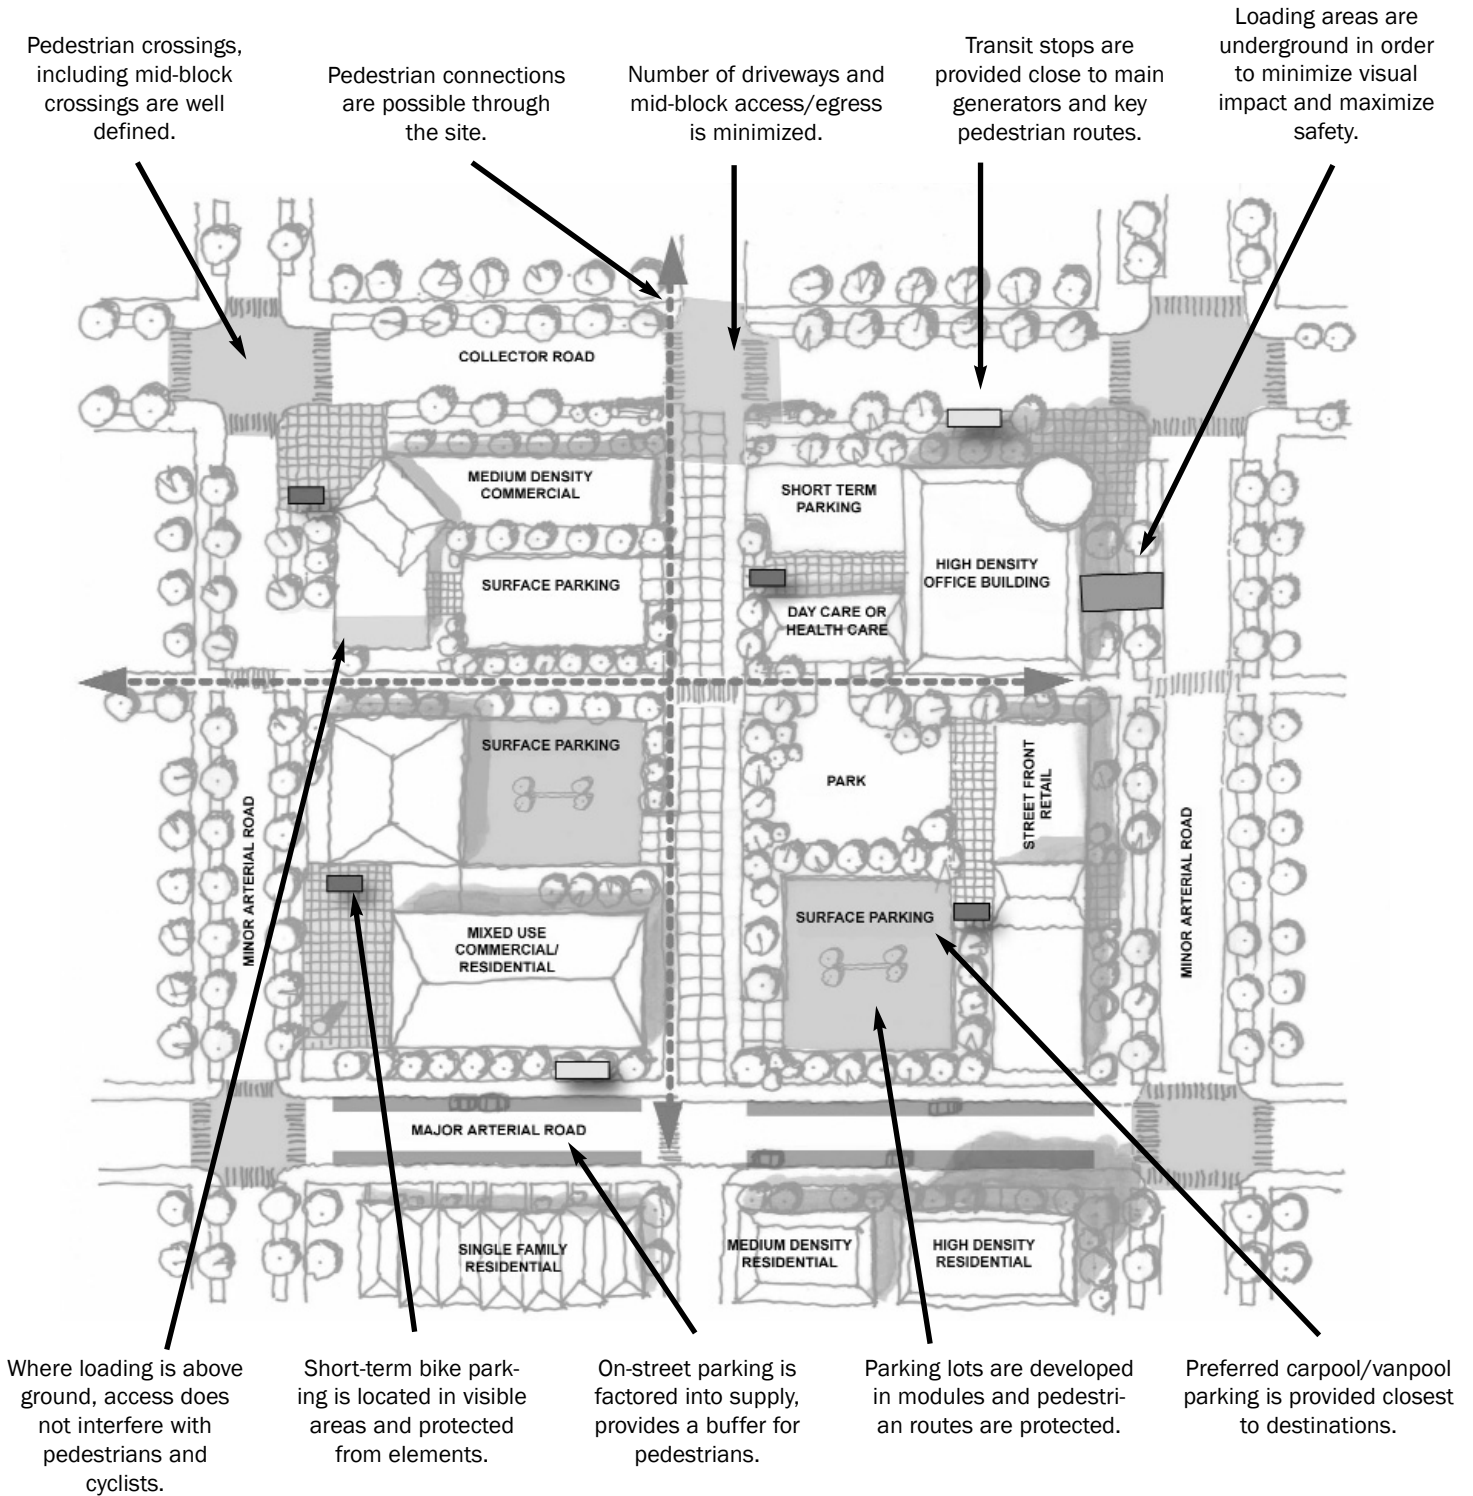 Pedestrian crossings,
including mid-block
crossings are well
defined.
Pedestrian connections
are possible through
the site.
Number of driveways and
mid-block access/egress
is minimized.
Transit stops are
provided close to main
generators and key
pedestrian routes.
Loading areas are
underground in order
to minimize visual
impact and maximize
safety.
COLLECTOR ROAD
MEDIUM DENSITY
COMMERCIAL
SHORT TERM
PARKING
SURFACE PARKING
HIGH DENSITY
OFFICE BUILDING
DAY CARE OR
HEALTH CARE
SURFACE PARKING
PARK
STREET FRONT
RETAIL
MINOR ARTERIAL ROAD
MINOR ARTERIAL ROAD
SURFACE PARKING
MIXED USE
COMMERCIAL/
RESIDENTIAL
MAJOR ARTERIAL ROAD
SINGLE FAMILY
RESIDENTIAL
MEDIUM DENSITY
RESIDENTIAL
HIGH DENSITY
RESIDENTIAL
Where loading is above
ground, access does
not interfere with
pedestrians and
cyclists.
Short-term bike park-
ing is located in visible
areas and protected
from elements.
On-street parking is
factored into supply,
provides a buffer for
pedestrians.
Parking lots are developed
in modules and pedestri-
an routes are protected.
Preferred carpool/vanpool
parking is provided closest
to destinations.